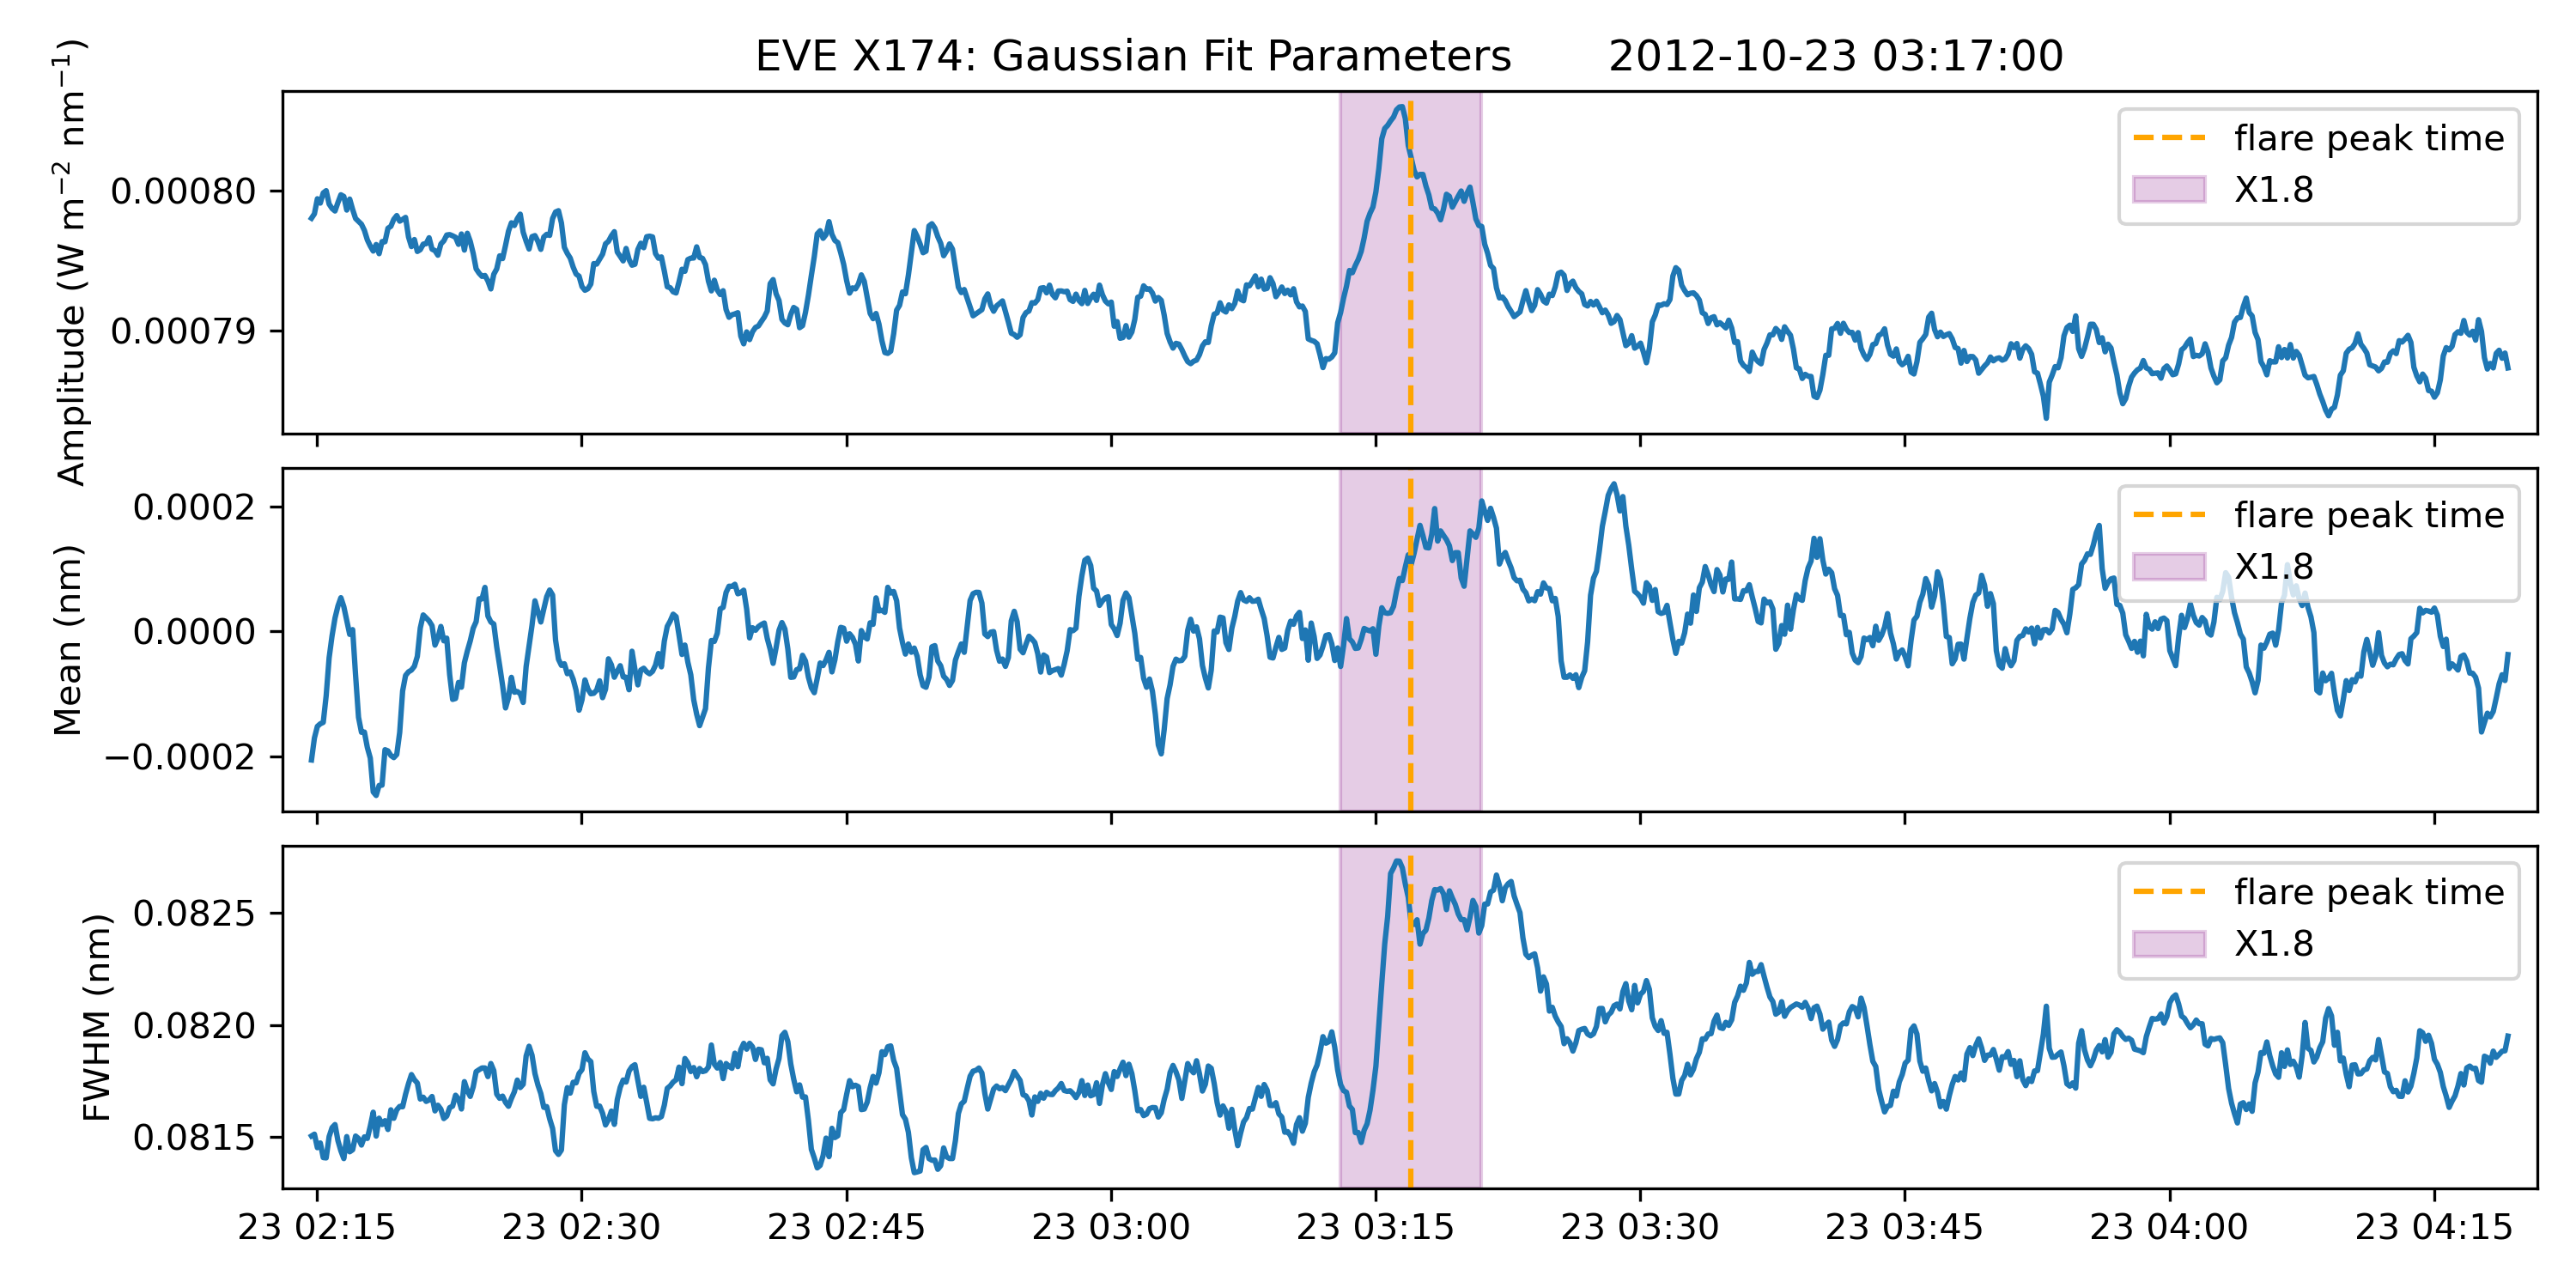 EVE X174: Gaussian Fit Parameters 2012-10-23 03:17:00
Amplitude (W m⁻² nm⁻¹)
0.00080
0.00079
flare peak time
X1.8
Mean (nm)
0.0002
0.0000
−0.0002
flare peak time
X1.8
FWHM (nm)
0.0825
0.0820
0.0815
flare peak time
X1.8
23 02:15 23 02:30 23 02:45 23 03:00 23 03:15 23 03:30 23 03:45 23 04:00 23 04:15